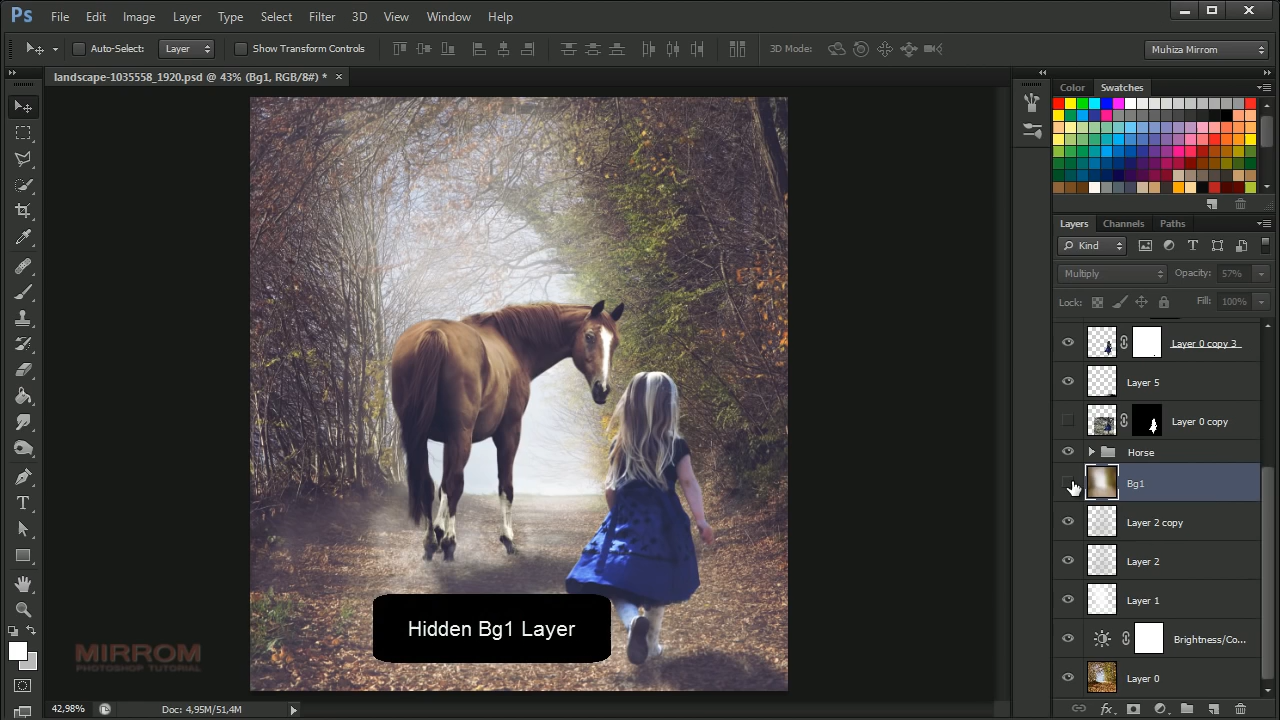 Ps File Edit Image Layer Type Select Filter 3D View Window Help
Auto-Select: Layer Show Transform Controls 3D Mode: Muhiza Mirrom
landscape-1035558_1920.psd @ 43% (Bg1, RGB/8#) *
Color Swatches
Layers Channels Paths
Kind
Multiply Opacity: 57%
Lock: Fill: 100%
Layer 0 copy 3
Layer 5
Layer 0 copy
Horse
Bg1
Layer 2 copy
Layer 2
Layer 1
Brightness/Co...
Layer 0
Hidden Bg1 Layer
MIRROM
PHOTOSHOP TUTORIAL
42,98% Doc: 4,95M/51,4M